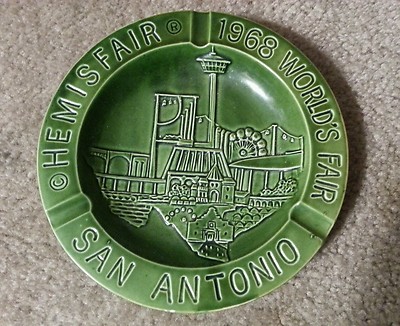 © HEMISFAIR ®
1968 WORLD'S FAIR
SAN ANTONIO